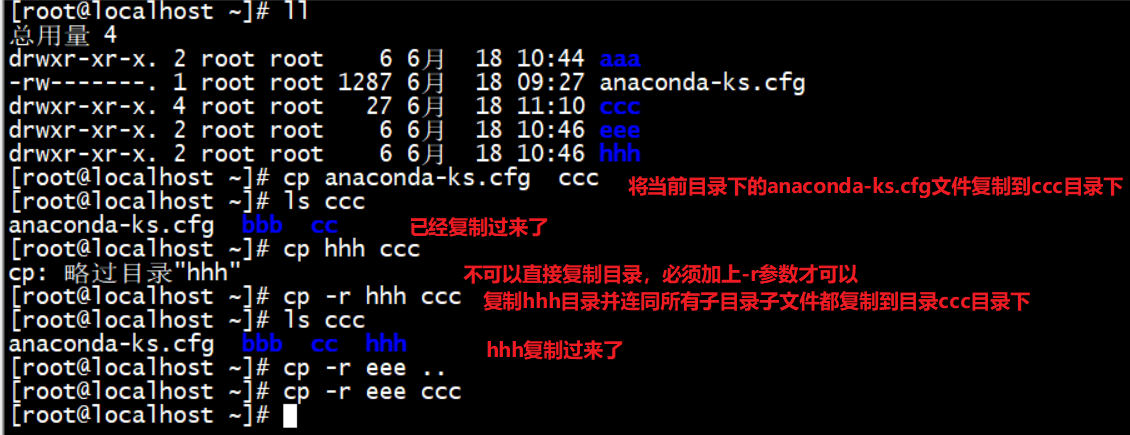 [root@localhost ~]# ll
总用量 4
drwxr-xr-x. 2 root root    6 6月  18 10:44 aaa
-rw-------. 1 root root 1287 6月  18 09:27 anaconda-ks.cfg
drwxr-xr-x. 4 root root   27 6月  18 11:10 ccc
drwxr-xr-x. 2 root root    6 6月  18 10:46 eee
drwxr-xr-x. 2 root root    6 6月  18 10:46 hhh
[root@localhost ~]# cp anaconda-ks.cfg  ccc 将当前目录下的anaconda-ks.cfg文件复制到ccc目录下
[root@localhost ~]# ls ccc
anaconda-ks.cfg  bbb  cc 已经复制过来了
[root@localhost ~]# cp hhh ccc
cp: 略过目录"hhh" 不可以直接复制目录，必须加上-r参数才可以
[root@localhost ~]# cp -r hhh ccc 复制hhh目录并连同所有子目录子文件都复制到目录ccc目录下
[root@localhost ~]# ls ccc
anaconda-ks.cfg  bbb  cc  hhh hhh复制过来了
[root@localhost ~]# cp -r eee ..
[root@localhost ~]# cp -r eee ccc
[root@localhost ~]#